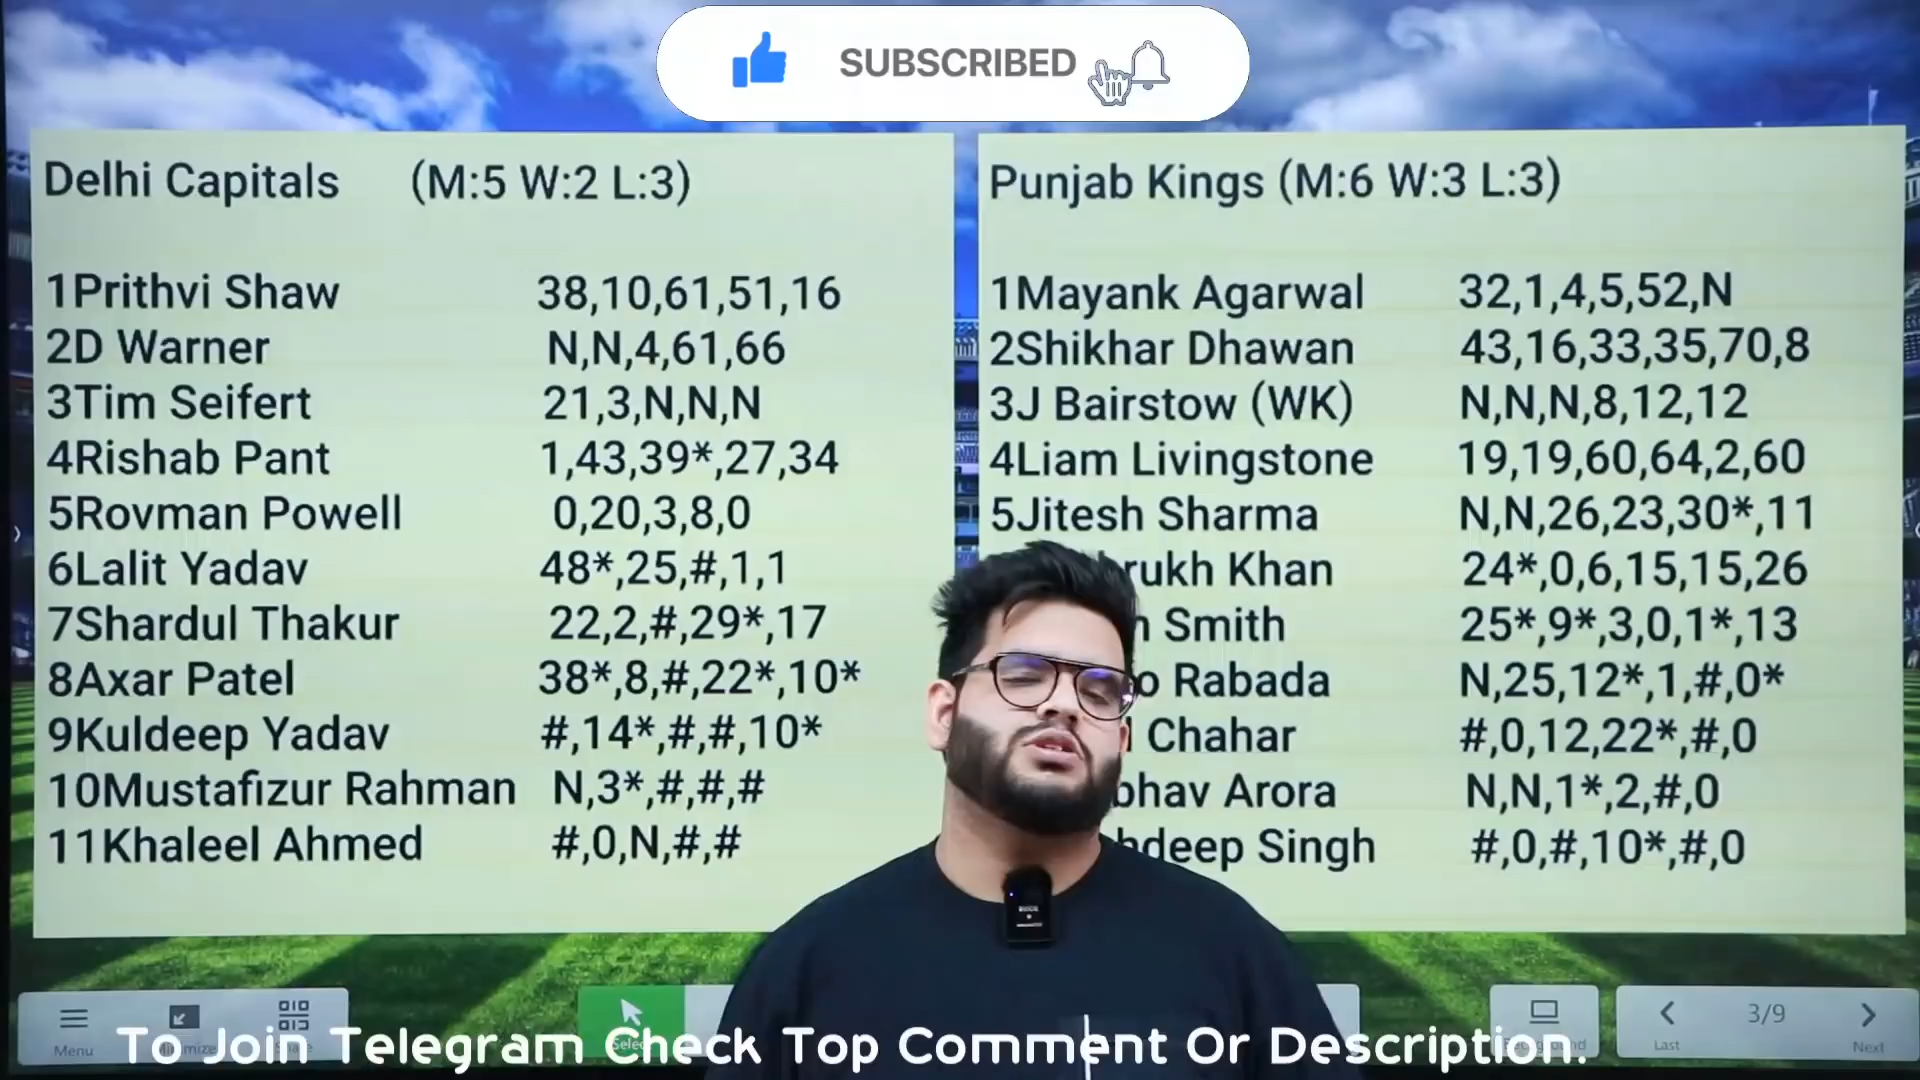 SUBSCRIBED
Delhi Capitals (M:5 W:2 L:3)
1Prithvi Shaw 38,10,61,51,16
2D Warner N,N,4,61,66
3Tim Seifert 21,3,N,N,N
4Rishab Pant 1,43,39*,27,34
5Rovman Powell 0,20,3,8,0
6Lalit Yadav 48*,25,#,1,1
7Shardul Thakur 22,2,#,29*,17
8Axar Patel 38*,8,#,22*,10*
9Kuldeep Yadav #,14*,#,#,10*
10Mustafizur Rahman N,3*,#,#,#
11Khaleel Ahmed #,0,N,#,#
Punjab Kings (M:6 W:3 L:3)
1Mayank Agarwal 32,1,4,5,52,N
2Shikhar Dhawan 43,16,33,35,70,8
3J Bairstow (WK) N,N,N,8,12,12
4Liam Livingstone 19,19,60,64,2,60
5Jitesh Sharma N,N,26,23,30*,11
rukh Khan 24*,0,6,15,15,26
Smith 25*,9*,3,0,1*,13
o Rabada N,25,12*,1,#,0*
Chahar #,0,12,22*,#,0
bhav Arora N,N,1*,2,#,0
hdeep Singh #,0,#,10*,#,0
3/9
Menu Last Next
To Join Telegram Check Top Comment Or Description.